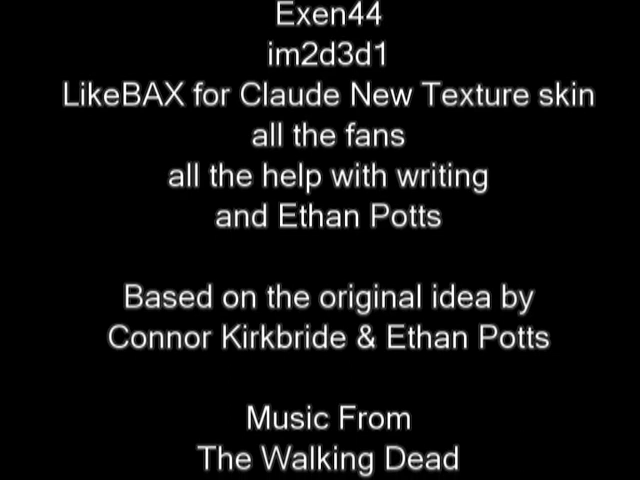 Exen44
im2d3d1
LikeBAX for Claude New Texture skin
all the fans
all the help with writing
and Ethan Potts
Based on the original idea by
Connor Kirkbride & Ethan Potts
Music From
The Walking Dead